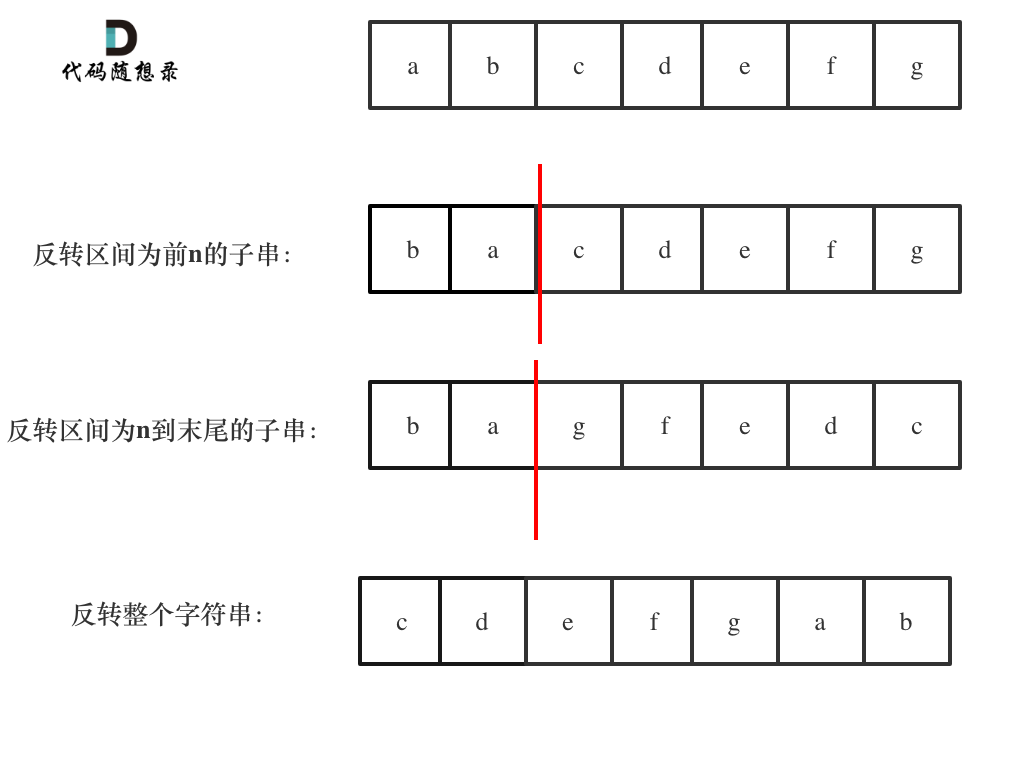 代码随想录
a b c d e f g
反转区间为前n的子串： b a c d e f g
反转区间为n到末尾的子串： b a g f e d c
反转整个字符串： c d e f g a b